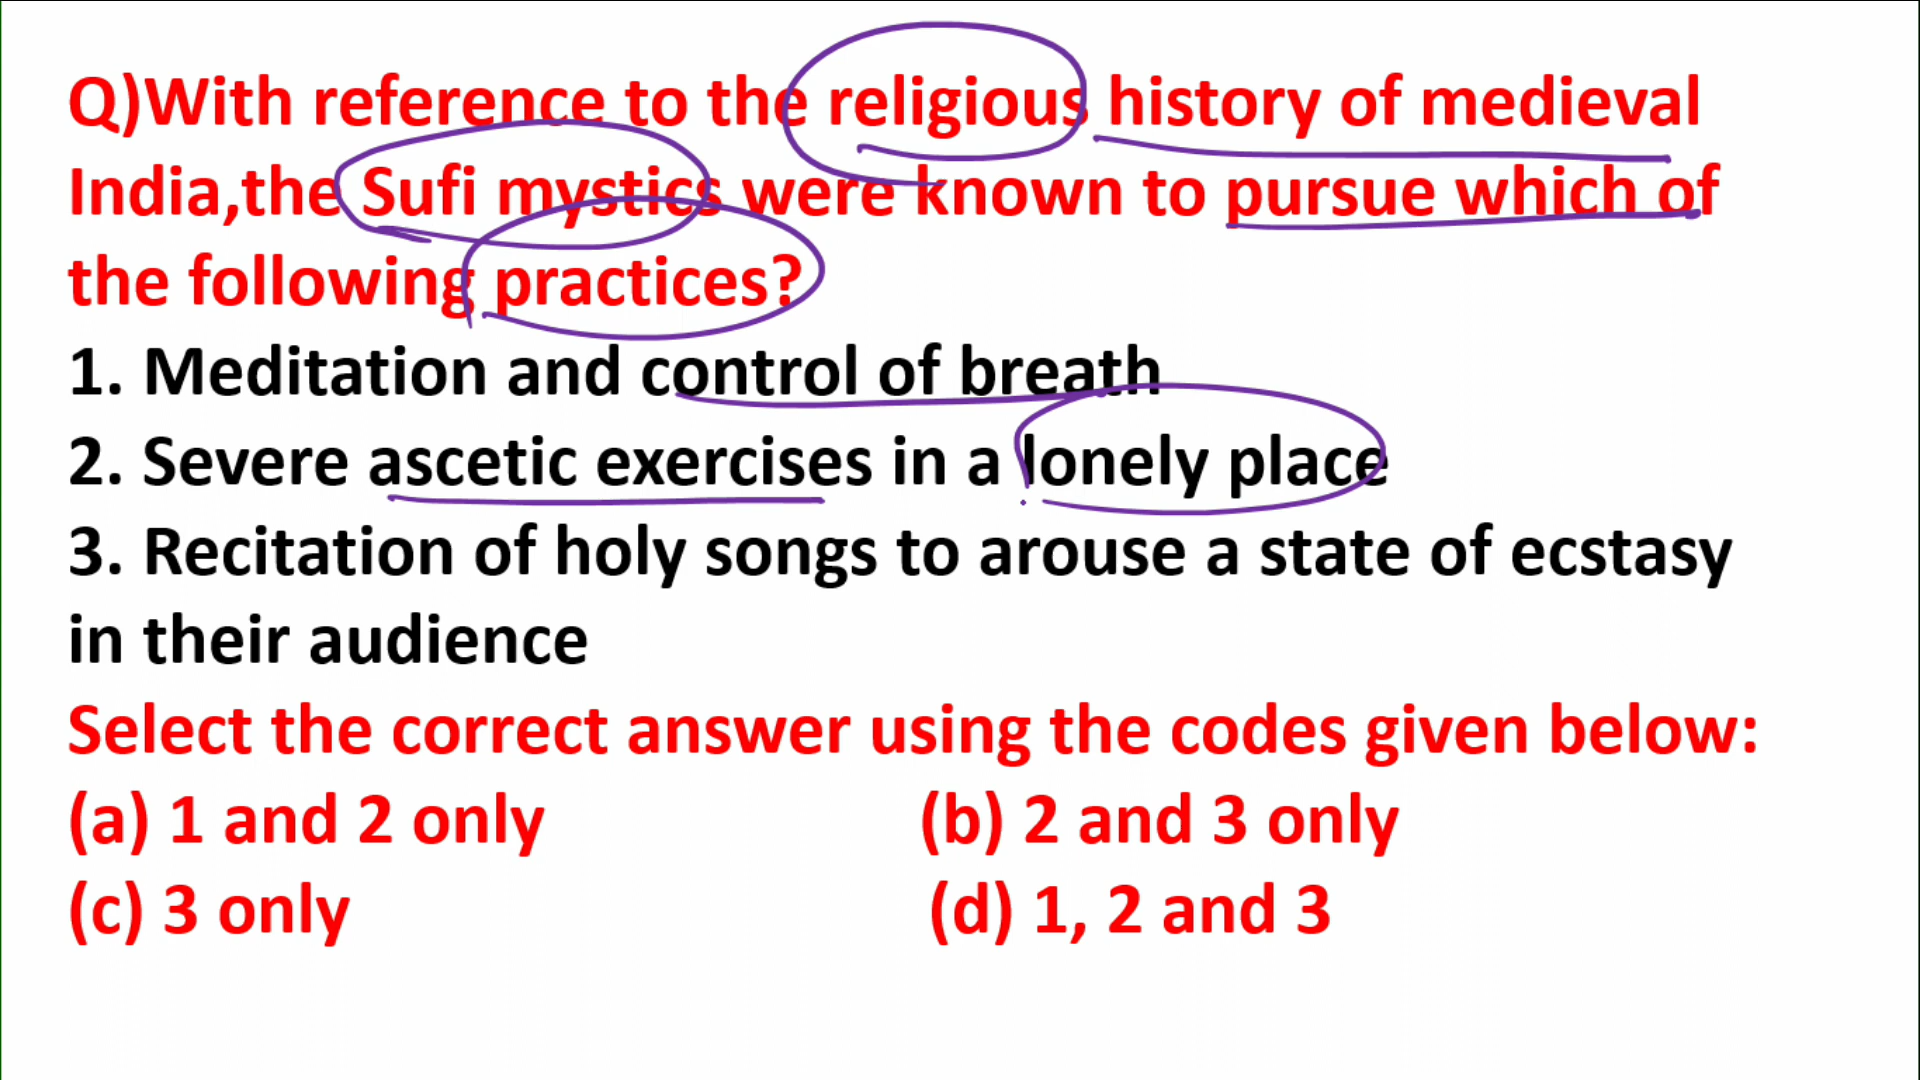 Q)With reference to the religious history of medieval
India,the Sufi mystics were known to pursue which of
the following practices?
1. Meditation and control of breath
2. Severe ascetic exercises in a lonely place
3. Recitation of holy songs to arouse a state of ecstasy
in their audience
Select the correct answer using the codes given below:
(a) 1 and 2 only (b) 2 and 3 only
(c) 3 only (d) 1, 2 and 3